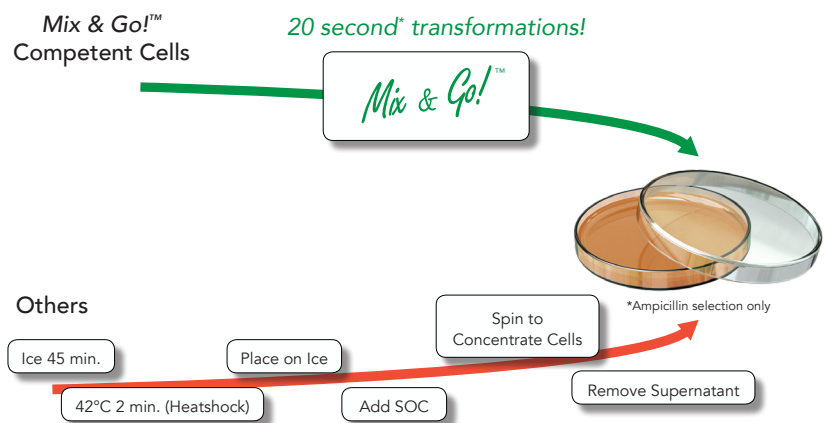 Mix & Go!™
Competent Cells
20 second* transformations!
Mix & Go!™
*Ampicillin selection only
Others
Spin to
Concentrate Cells
Ice 45 min.
Place on Ice
Remove Supernatant
42ºC 2 min. (Heatshock)
Add SOC